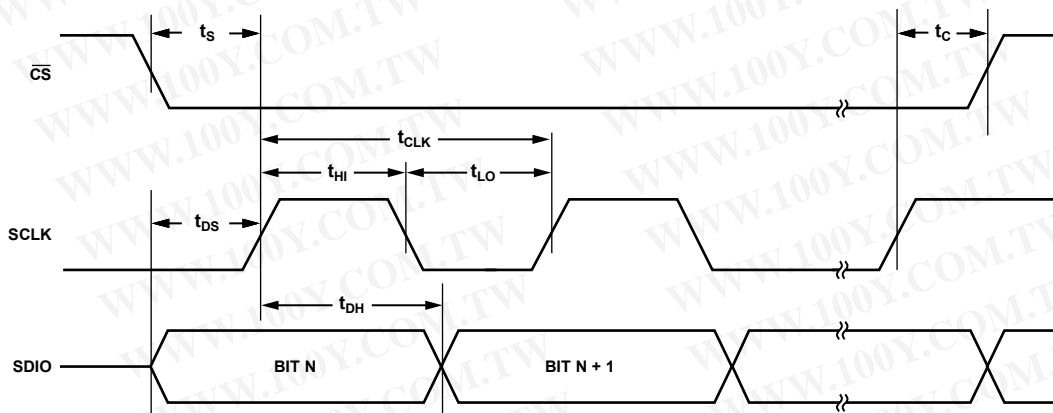 tS
tC
CS
tCLK
tHI
tLO
tDS
SCLK
tDH
SDIO
BIT N
BIT N + 1
WWW.100Y.COM.TW